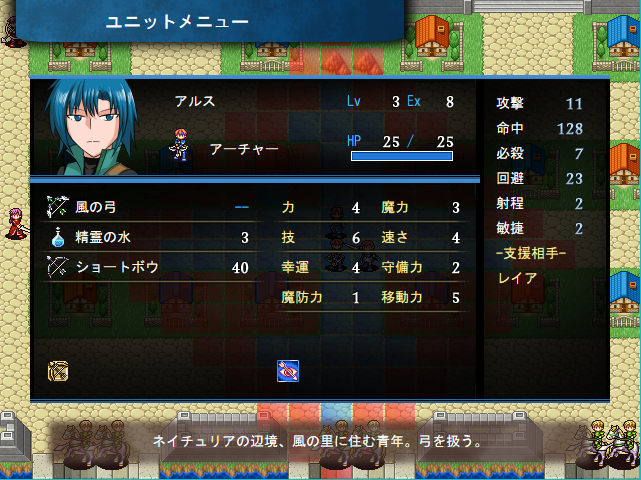 ユニットメニュー
アルス Lv 3 Ex 8
アーチャー HP 25 / 25
風の弓 --
精霊の水 3
ショートボウ 40
力 4 魔力 3
技 6 速さ 4
幸運 4 守備力 2
魔防力 1 移動力 5
攻撃 11
命中 128
必殺 7
回避 23
射程 2
敏捷 2
-支援相手-
レイア
ネイチュリアの辺境、風の里に住む青年。弓を扱う。